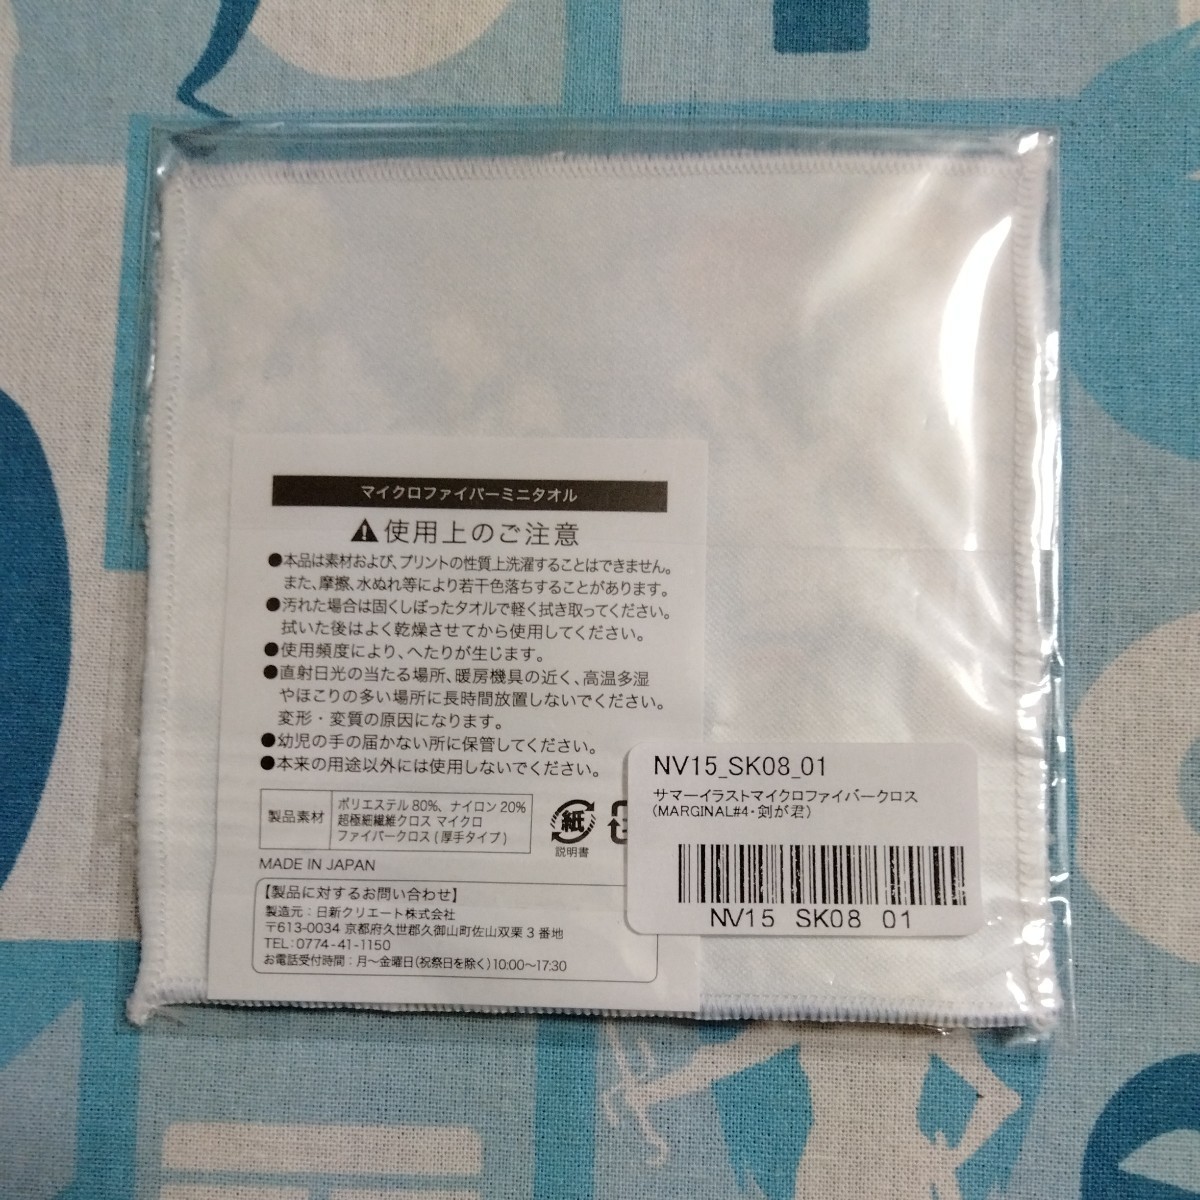 マイクロファイバーミニタオル
使用上のご注意
●本品は素材および、プリントの性質上洗濯することはできません。
また、摩擦、水ぬれ等により若干色落ちすることがあります。
●汚れた場合は固くしぼったタオルで軽く拭き取ってください。
拭いた後はよく乾燥させてから使用してください。
●使用頻度により、へたりが生じます。
●直射日光の当たる場所、暖房機具の近く、高温多湿
やほこりの多い場所に長時間放置しないでください。
変形・変質の原因になります。
●幼児の手の届かない所に保管してください。
●本来の用途以外には使用しないでください。
製品素材
ポリエステル80%、ナイロン20%
超極細繊維クロス マイクロ
ファイバークロス(厚手タイプ)
紙
説明書
MADE IN JAPAN
【製品に対するお問い合わせ】
製造元:日新クリエート株式会社
〒613-0034 京都府久世郡久御山町佐山双栗3番地
TEL:0774-41-1150
お電話受付時間:月〜金曜日(祝祭日を除く)10:00〜17:30
NV15_SK08_01
サマーイラストマイクロファイバークロス
(MARGINAL#4・剣が君)
NV15 SK08 01